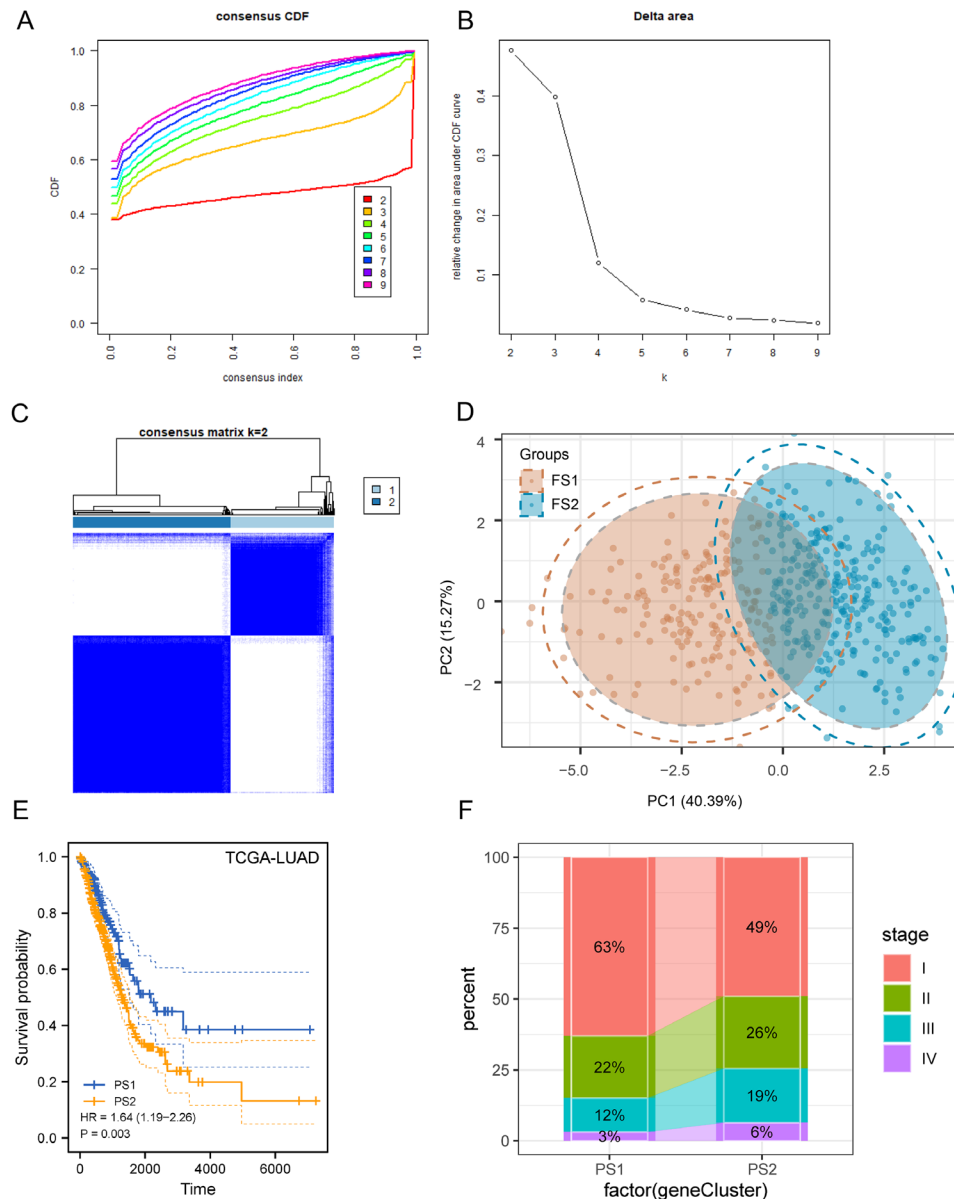 A
consensus CDF
CDF
1.0
0.8
0.6
0.4
0.2
0.0
2
3
4
5
6
7
8
9
0.0
0.2
0.4
0.6
0.8
1.0
consensus index
B
Delta area
relative change in area under CDF curve
0.4
0.3
0.2
0.1
2
3
4
5
6
7
8
9
k
C
consensus matrix k=2
1
2
D
Groups
FS1
FS2
PC2 (15.27%)
4
2
0
−2
−5.0
−2.5
0.0
2.5
PC1 (40.39%)
E
TCGA-LUAD
Survival probability
1.0
0.8
0.6
0.4
0.2
0.0
PS1
PS2
HR = 1.64 (1.19−2.26)
P = 0.003
0
2000
4000
6000
Time
F
percent
100
75
50
25
0
63%
22%
12%
3%
49%
26%
19%
6%
PS1
PS2
factor(geneCluster)
stage
I
II
III
IV